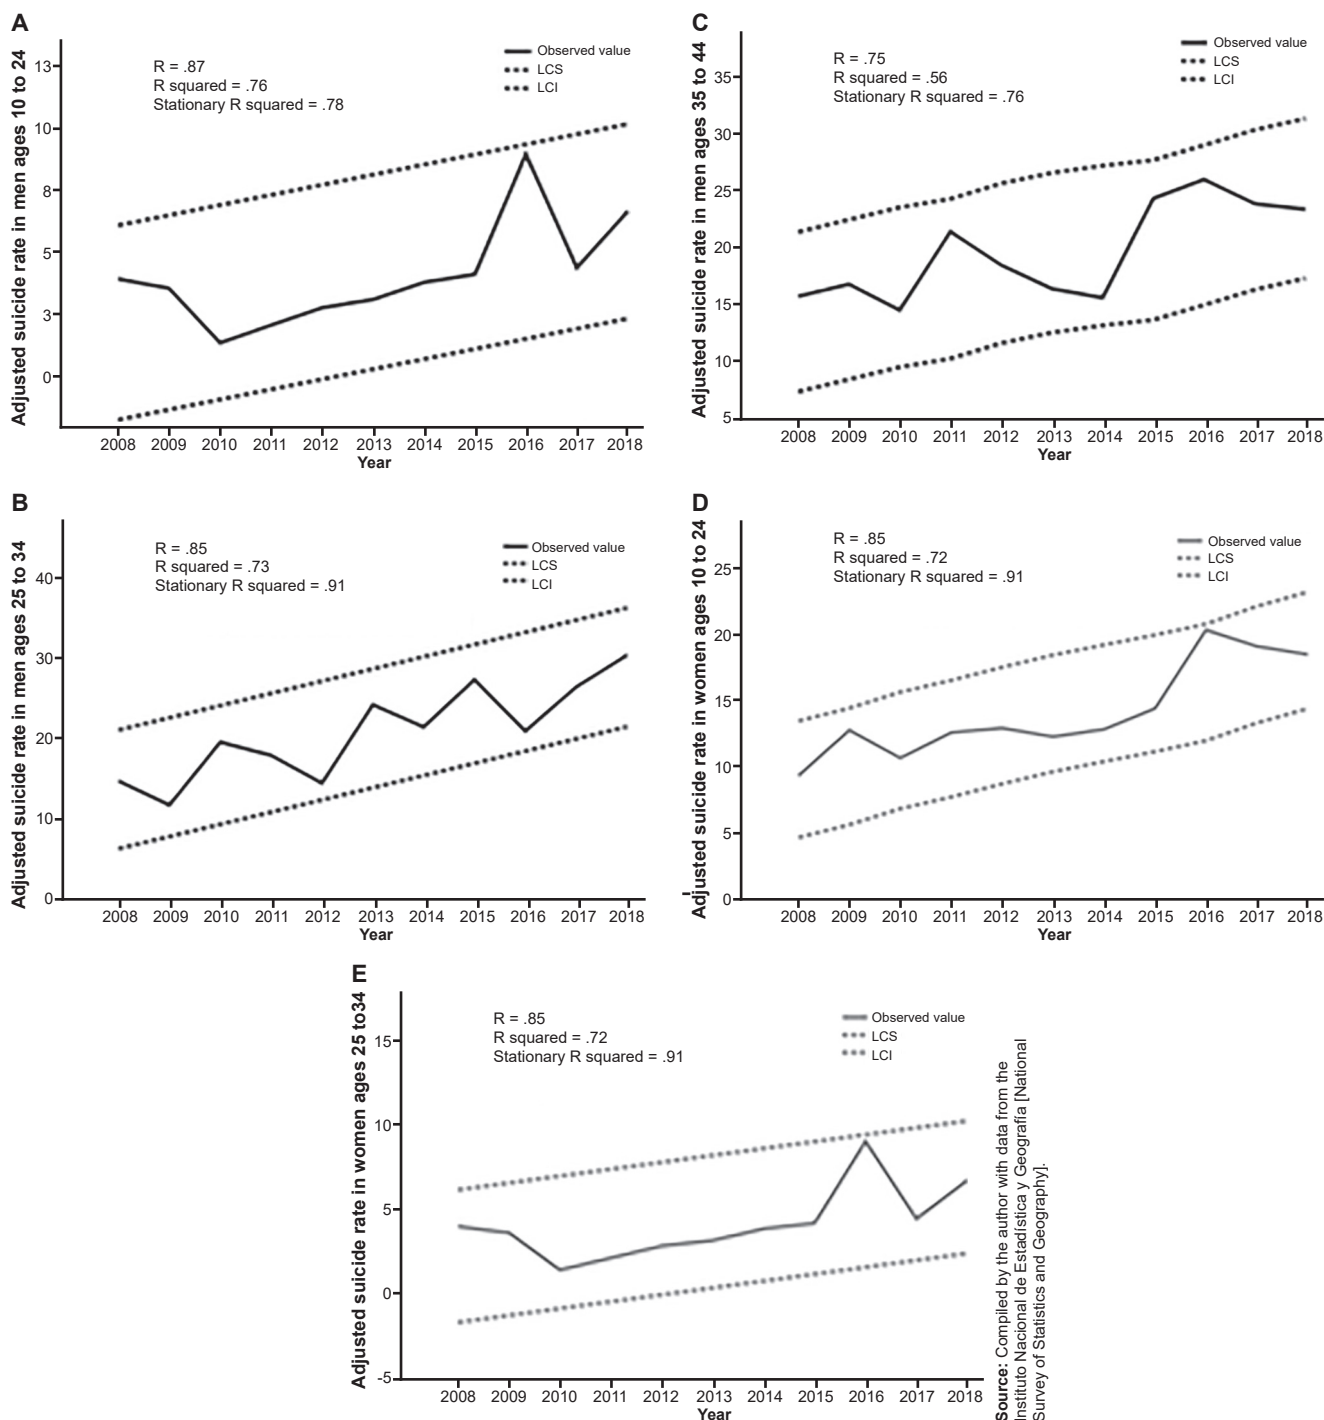 A
Adjusted suicide rate in men ages 10 to 24
R = .87
R squared = .76
Stationary R squared = .78
Observed value
LCS
LCI
13
10
8
5
3
0
2008 2009 2010 2011 2012 2013 2014 2015 2016 2017 2018
Year
C
Adjusted suicide rate in men ages 35 to 44
R = .75
R squared = .56
Stationary R squared = .76
Observed value
LCS
LCI
35
30
25
20
15
10
5
2008 2009 2010 2011 2012 2013 2014 2015 2016 2017 2018
Year
B
Adjusted suicide rate in men ages 25 to 34
R = .85
R squared = .73
Stationary R squared = .91
Observed value
LCS
LCI
40
30
20
10
0
2008 2009 2010 2011 2012 2013 2014 2015 2016 2017 2018
Year
D
Adjusted suicide rate in women ages 10 to 24
R = .85
R squared = .72
Stationary R squared = .91
Observed value
LCS
LCI
25
20
15
10
5
0
2008 2009 2010 2011 2012 2013 2014 2015 2016 2017 2018
Year
E
Adjusted suicide rate in women ages 25 to34
R = .85
R squared = .72
Stationary R squared = .91
Observed value
LCS
LCI
15
10
5
0
-5
2008 2009 2010 2011 2012 2013 2014 2015 2016 2017 2018
Year
Source: Compiled by the author with data from the
Instituto Nacional de Estadística y Geografía [National
Survey of Statistics and Geography].